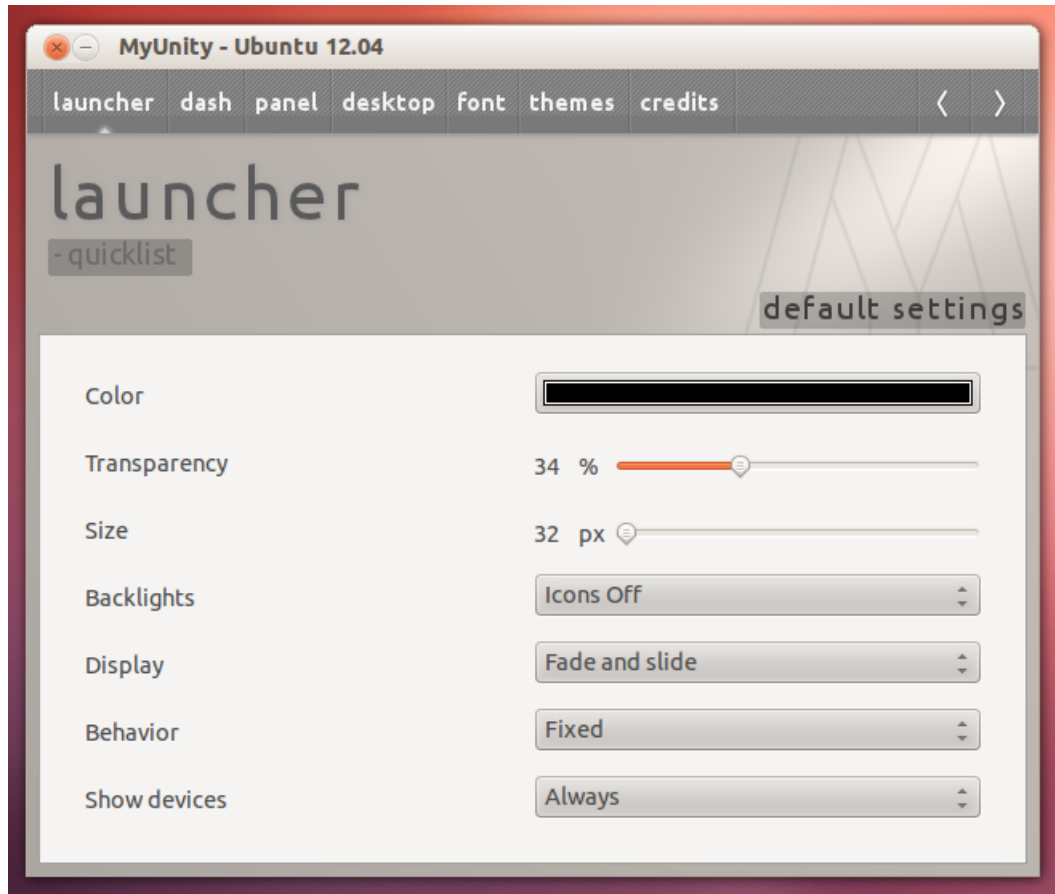 MyUnity - Ubuntu 12.04
launcher dash panel desktop font themes credits
launcher
- quicklist
default settings
Color
Transparency 34 %
Size 32 px
Backlights Icons Off
Display Fade and slide
Behavior Fixed
Show devices Always